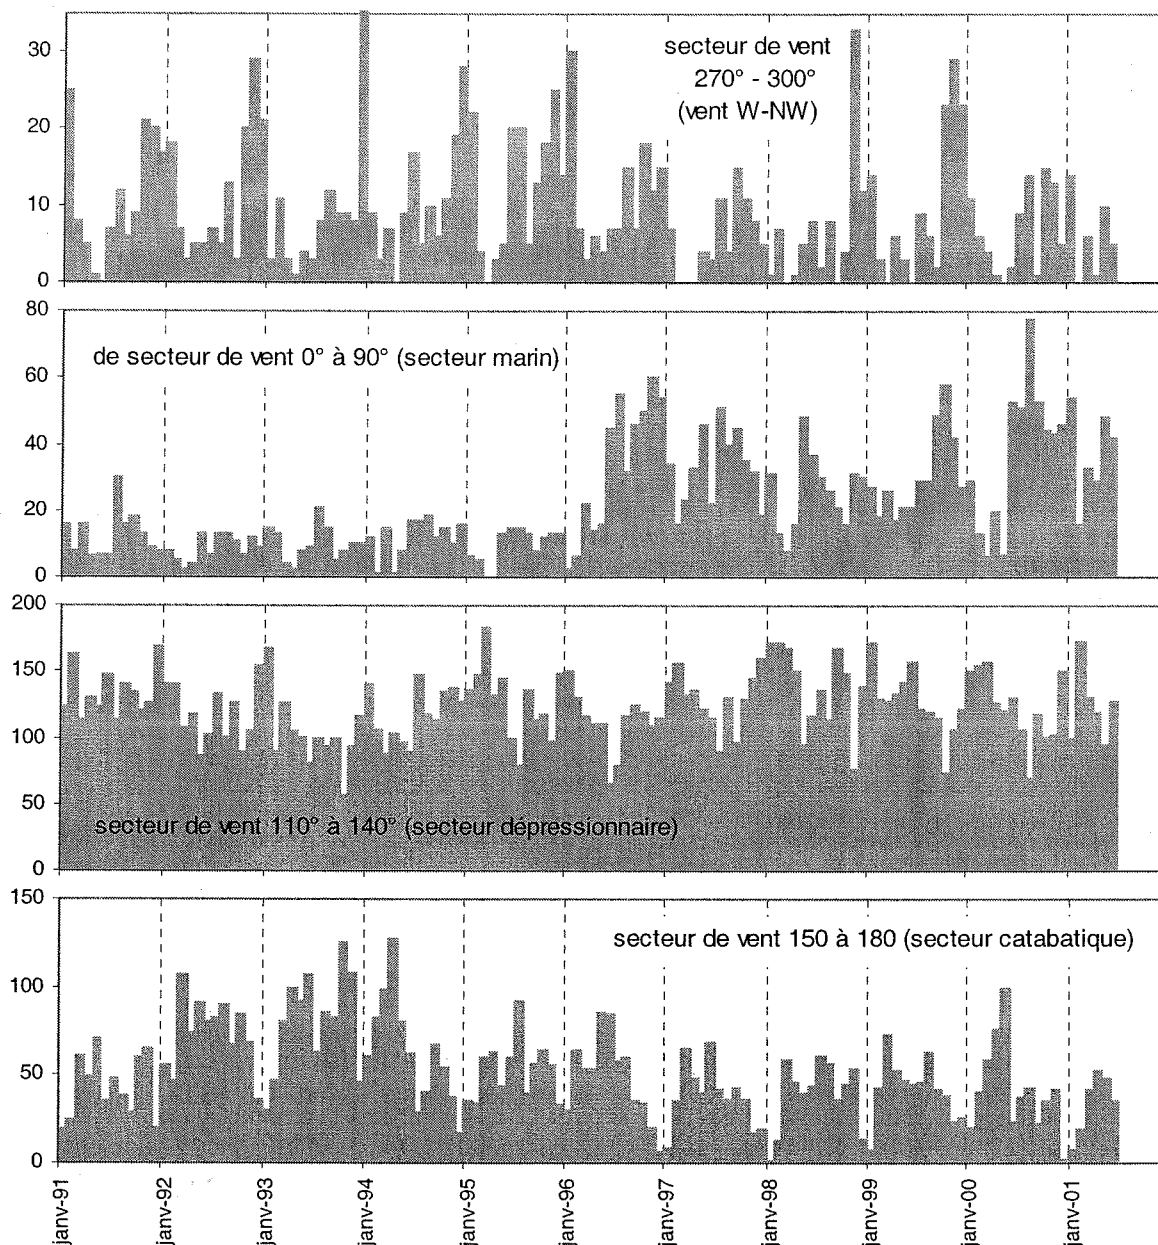 30
20
10
0
secteur de vent
270° - 300°
(vent W-NW)
80
60
40
20
0
de secteur de vent 0° à 90° (secteur marin)
200
150
100
50
0
secteur de vent 110° à 140° (secteur dépressionnaire)
150
100
50
0
secteur de vent 150 à 180 (secteur catabatique)
janv-91
janv-92
janv-93
janv-94
janv-95
janv-96
janv-97
janv-98
janv-99
janv-00
janv-01